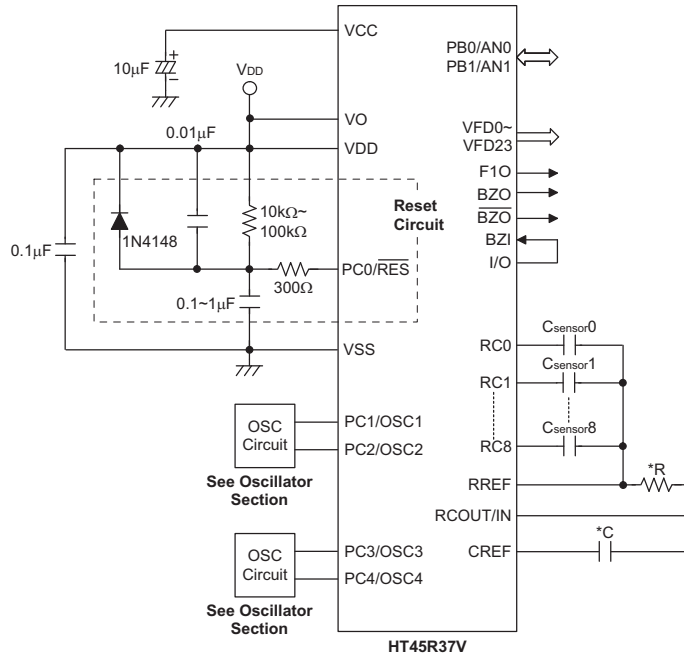 VCC
10μF
+
−
VDD
VO
0.01μF
VDD
Reset
Circuit
10kΩ~
100kΩ
1N4148
0.1μF
PC0/RES
300Ω
0.1~1μF
VSS
OSC
Circuit
PC1/OSC1
PC2/OSC2
See Oscillator
Section
OSC
Circuit
PC3/OSC3
PC4/OSC4
See Oscillator
Section
PB0/AN0
PB1/AN1
VFD0~
VFD23
F1O
BZO
BZO
BZI
I/O
RC0
Csensor0
RC1
Csensor1
RC8
Csensor8
RREF
*R
RCOUT/IN
CREF
*C
HT45R37V